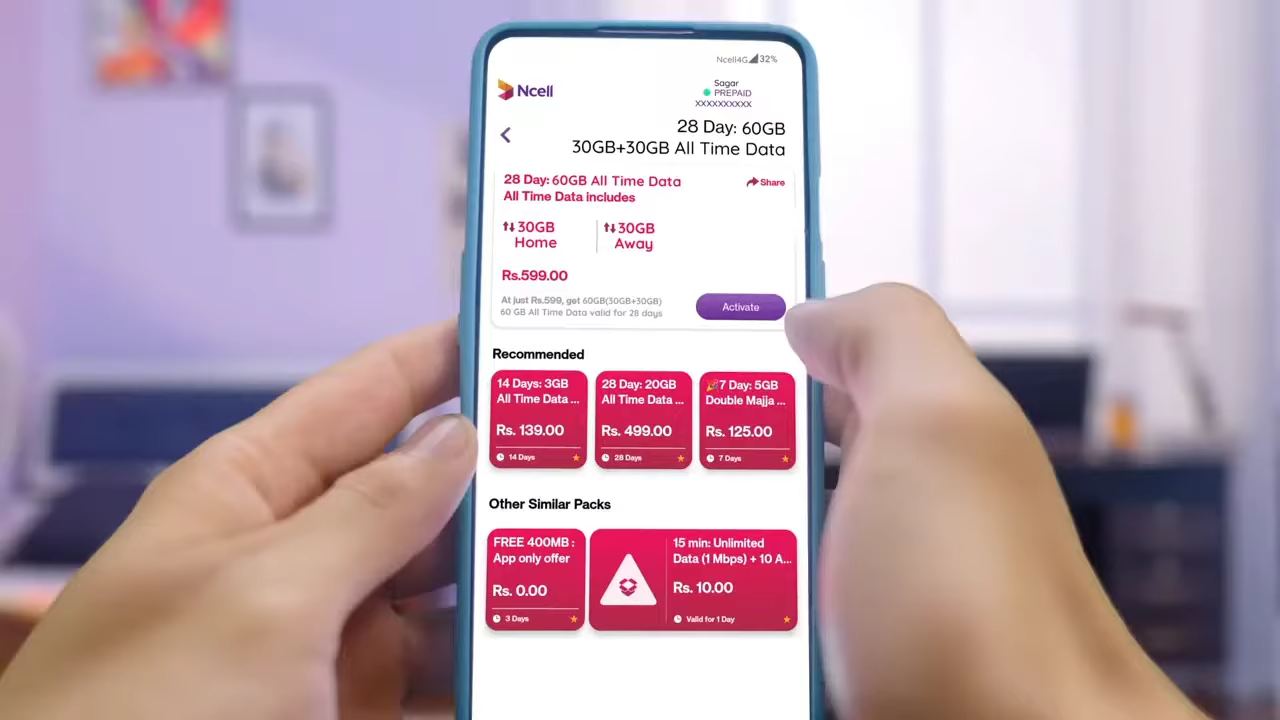 Ncell4G 32%
Ncell
Sagar
PREPAID
XXXXXXXXXX
28 Day: 60GB
30GB+30GB All Time Data
28 Day: 60GB All Time Data
Share
All Time Data includes
30GB
Home
30GB
Away
Rs.599.00
At just Rs.599, get 60GB(30GB+30GB)
60 GB All Time Data valid for 28 days
Activate
Recommended
14 Days: 3GB
All Time Data ...
Rs. 139.00
14 Days
28 Day: 20GB
All Time Data ...
Rs. 499.00
28 Days
🎉7 Day: 5GB
Double Majja ...
Rs. 125.00
7 Days
Other Similar Packs
FREE 400MB :
App only offer
Rs. 0.00
3 Days
15 min: Unlimited
Data (1 Mbps) + 10 A...
Rs. 10.00
Valid for 1 Day